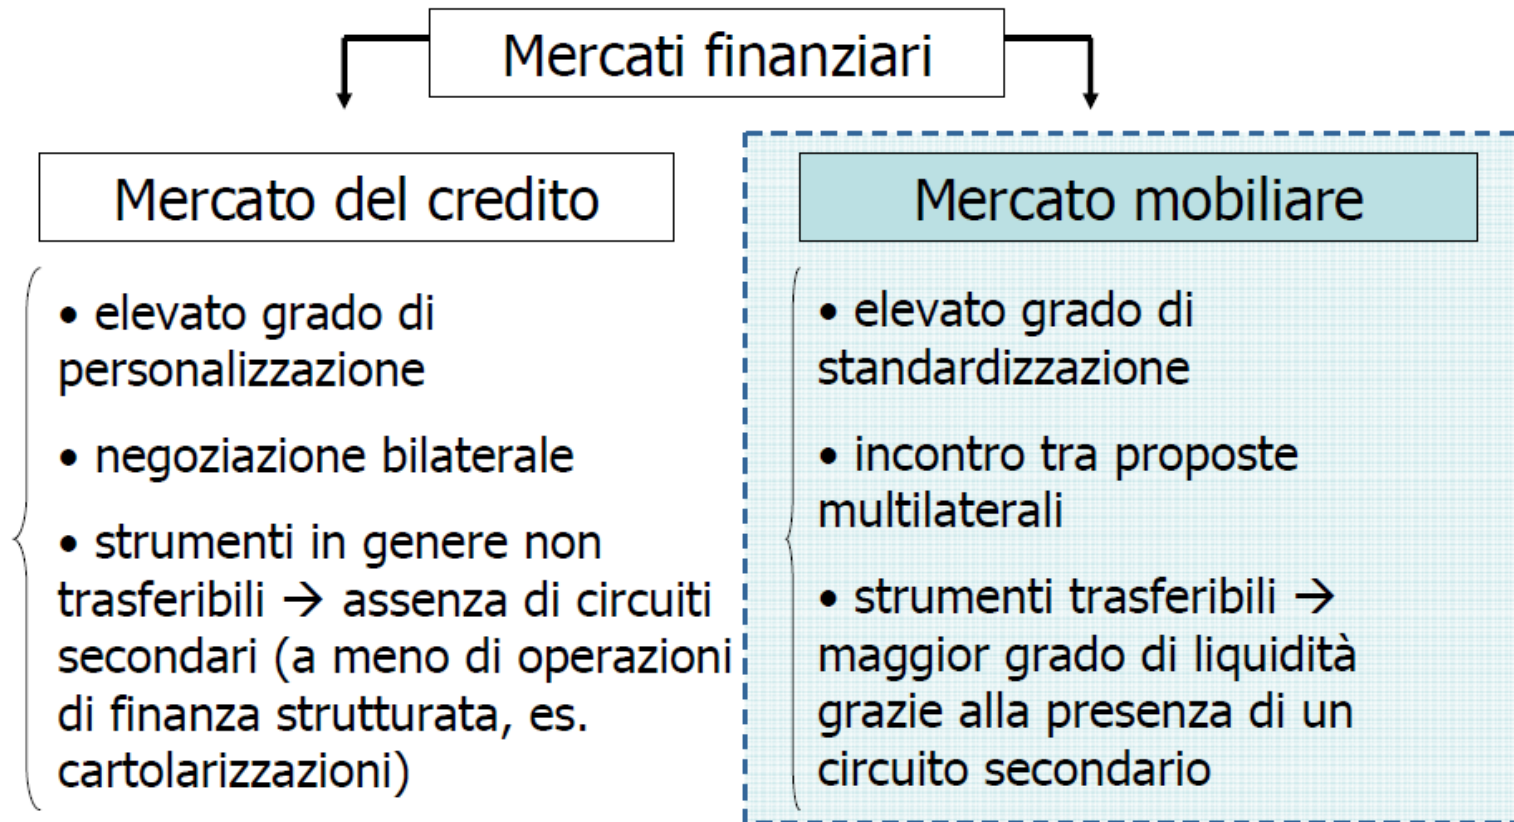 Mercati finanziari
Mercato del credito
• elevato grado di
personalizzazione
• negoziazione bilaterale
• strumenti in genere non
trasferibili → assenza di circuiti
secondari (a meno di operazioni
di finanza strutturata, es.
cartolarizzazioni)
Mercato mobiliare
• elevato grado di
standardizzazione
• incontro tra proposte
multilaterali
• strumenti trasferibili →
maggior grado di liquidità
grazie alla presenza di un
circuito secondario